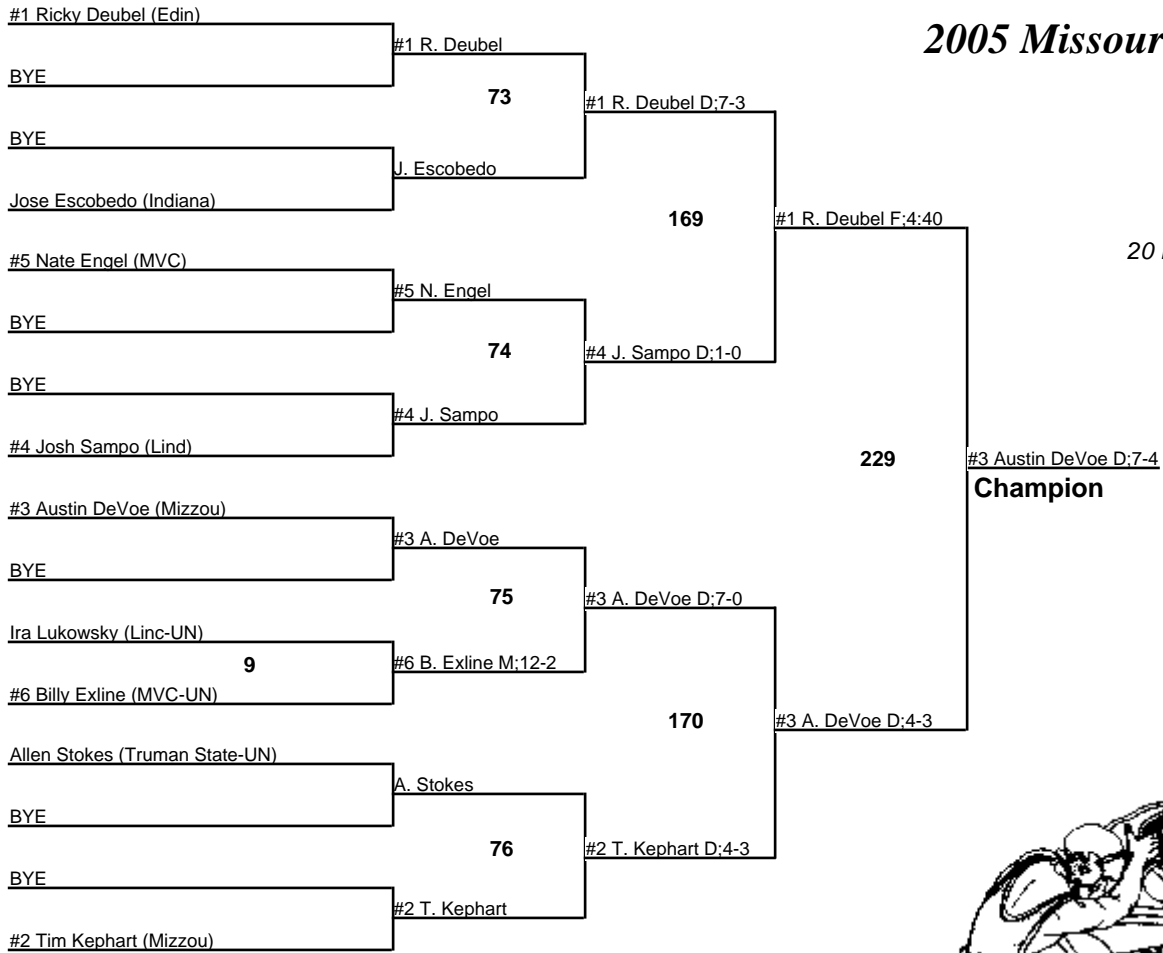 #1 Ricky Deubel (Edin)
2005 Missour
#1 R. Deubel
BYE
73
#1 R. Deubel D;7-3
BYE
J. Escobedo
Jose Escobedo (Indiana)
169
#1 R. Deubel F;4:40
#5 Nate Engel (MVC)
20
#5 N. Engel
BYE
74
#4 J. Sampo D;1-0
BYE
#4 J. Sampo
#4 Josh Sampo (Lind)
229
#3 Austin DeVoe D;7-4
Champion
#3 Austin DeVoe (Mizzou)
#3 A. DeVoe
BYE
75
#3 A. DeVoe D;7-0
Ira Lukowsky (Linc-UN)
9
#6 B. Exline M;12-2
#6 Billy Exline (MVC-UN)
170
#3 A. DeVoe D;4-3
Allen Stokes (Truman State-UN)
A. Stokes
BYE
76
#2 T. Kephart D;4-3
BYE
#2 T. Kephart
#2 Tim Kephart (Mizzou)